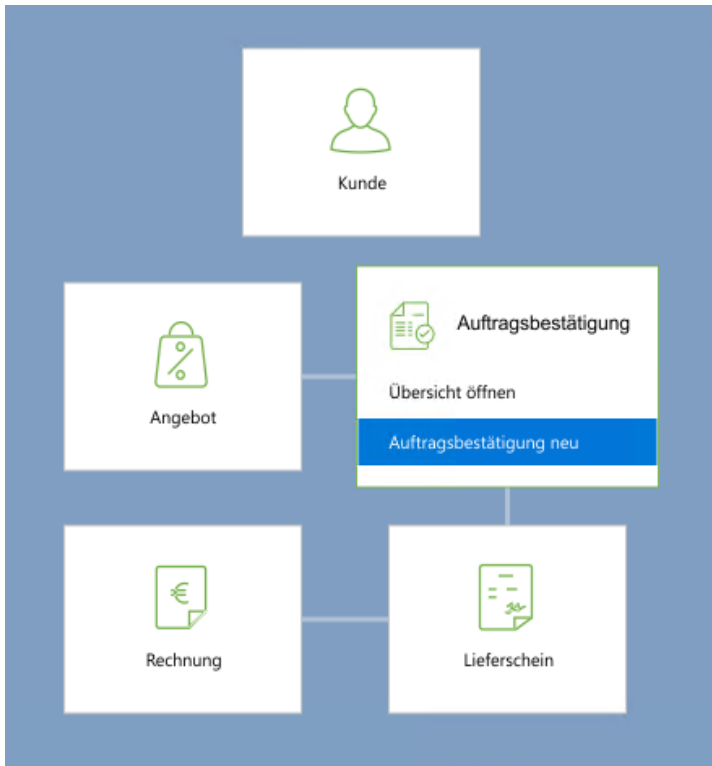 Kunde
Auftragsbestätigung
Übersicht öffnen
Angebot
Auftragsbestätigung neu
Rechnung
Lieferschein